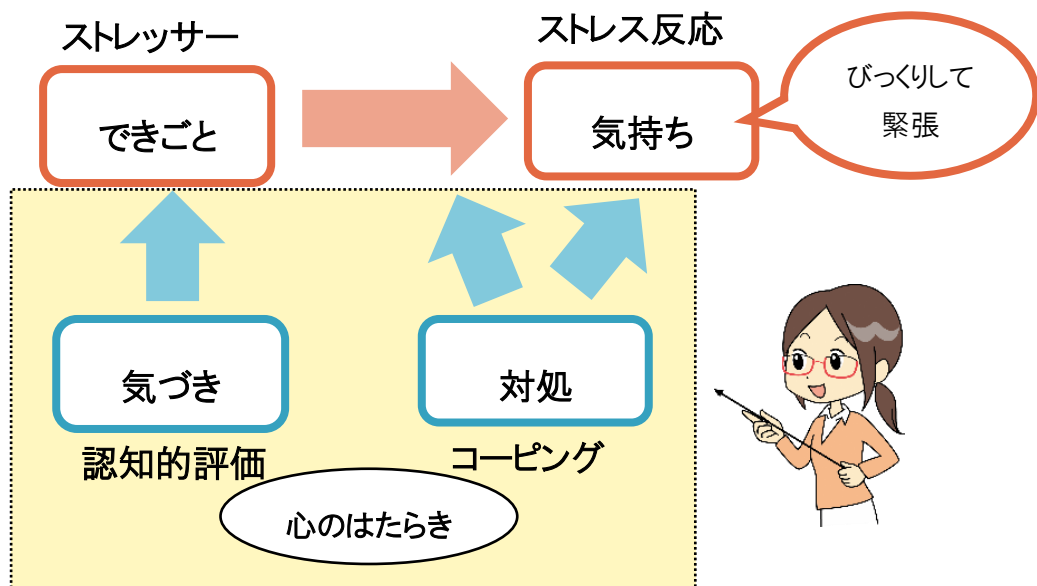 ストレッサー
ストレス反応
できごと
気持ち
びっくりして
緊張
気づき
対処
認知的評価
コーピング
心のはたらき